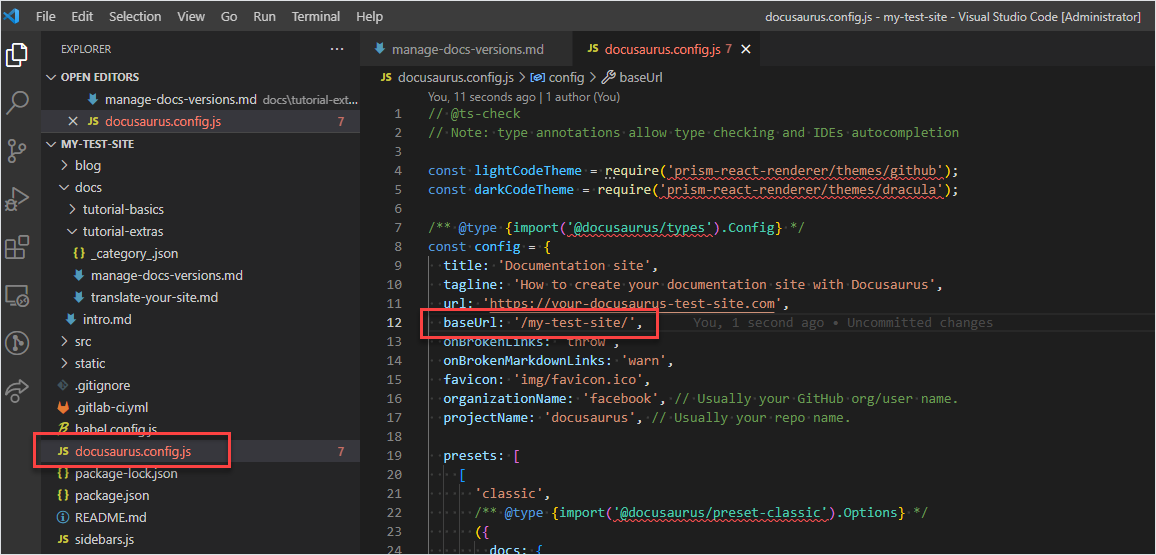 File Edit Selection View Go Run Terminal Help docusaurus.config.js - my-test-site - Visual Studio Code [Administrator]
EXPLORER ···
OPEN EDITORS
manage-docs-versions.md docs\tutorial-ext...
JS docusaurus.config.js 7
MY-TEST-SITE
blog
docs
tutorial-basics
tutorial-extras
{} _category_.json
manage-docs-versions.md
translate-your-site.md
intro.md
src
static
.gitignore
.gitlab-ci.yml
babel.config.js
JS docusaurus.config.js 7
{} package-lock.json
{} package.json
README.md
JS sidebars.js
manage-docs-versions.md
JS docusaurus.config.js 7
JS docusaurus.config.js > config > baseUrl
You, 11 seconds ago | 1 author (You)
1 // @ts-check
2 // Note: type annotations allow type checking and IDEs autocompletion
3
4 const lightCodeTheme = require('prism-react-renderer/themes/github');
5 const darkCodeTheme = require('prism-react-renderer/themes/dracula');
6
7 /** @type {import('@docusaurus/types').Config} */
8 const config = {
9 title: 'Documentation site',
10 tagline: 'How to create your documentation site with Docusaurus',
11 url: 'https://your-docusaurus-test-site.com',
12 baseUrl: '/my-test-site/', You, 1 second ago • Uncommitted changes
13 onBrokenLinks: 'throw',
14 onBrokenMarkdownLinks: 'warn',
15 favicon: 'img/favicon.ico',
16 organizationName: 'facebook', // Usually your GitHub org/user name.
17 projectName: 'docusaurus', // Usually your repo name.
18
19 presets: [
20 [
21 'classic',
22 /** @type {import('@docusaurus/preset-classic').Options} */
23 ({
24 docs: {